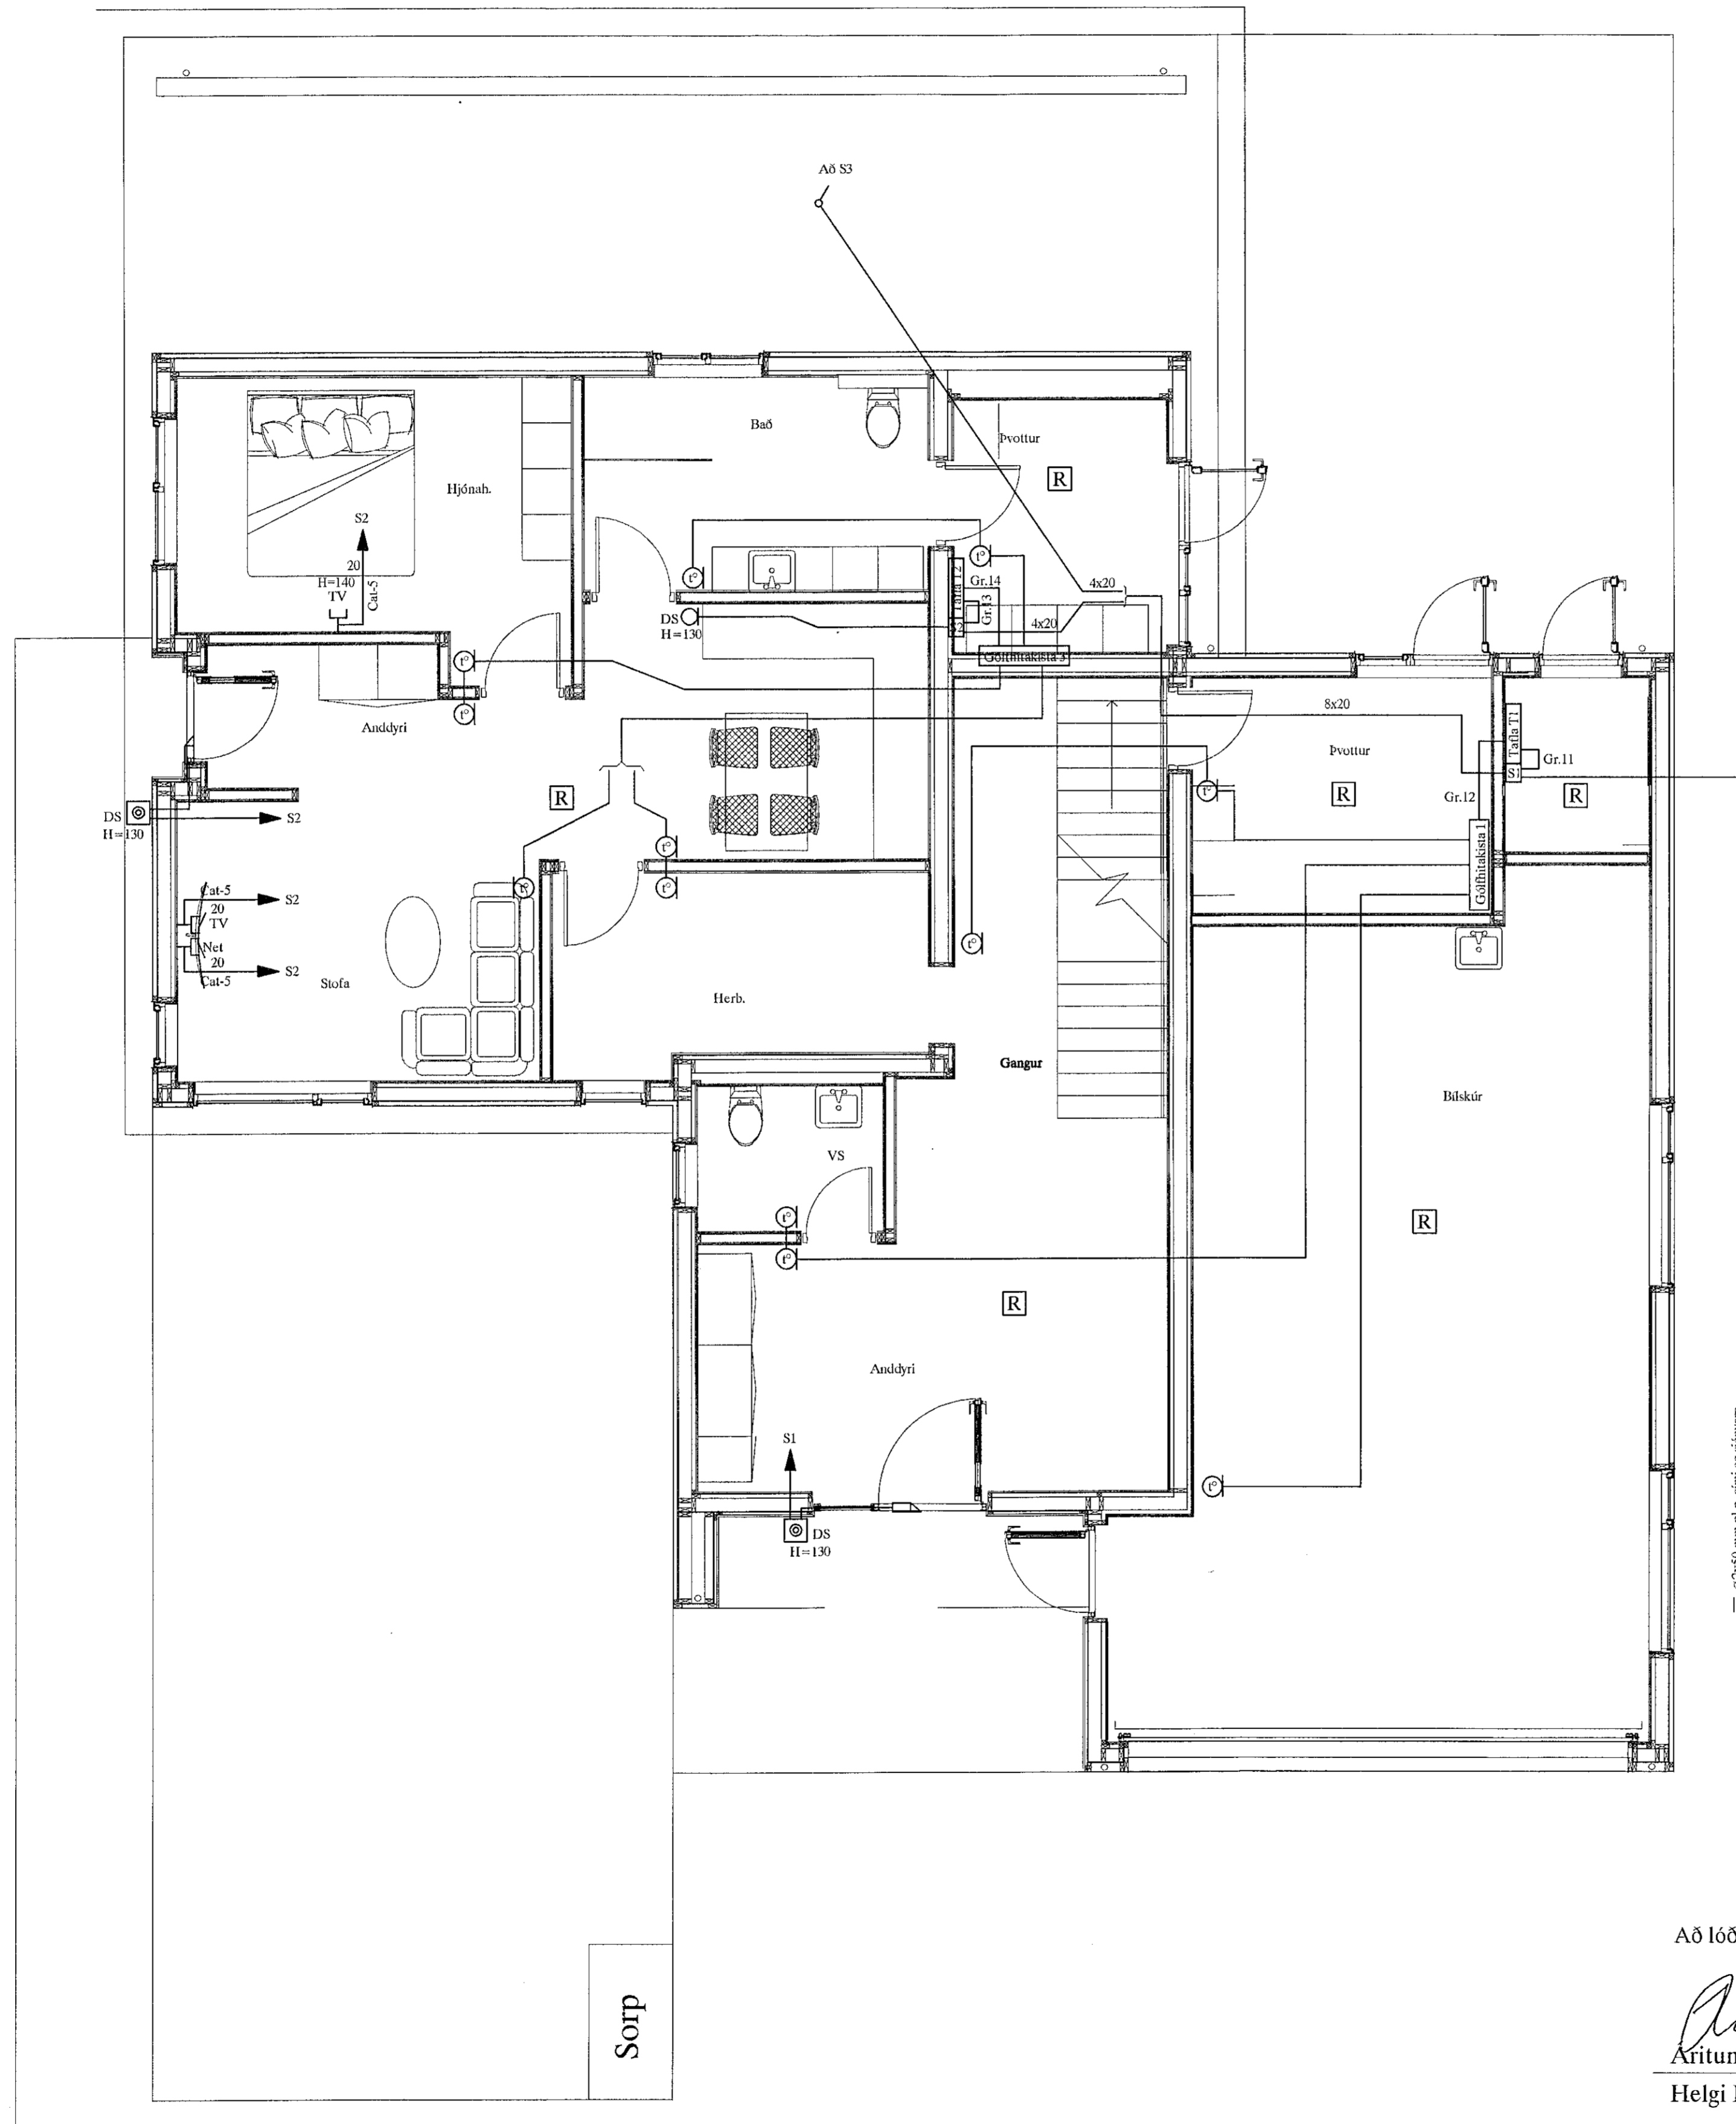 Að S3
Bað
Þvottur
R
Hjónah.
S2
20
H=140
TV
Cat-5
t°
t°
Tafla T2
S2
Gr.14
Gr.13
4x20
4x20
DS
H=130
Gólfhitakista 3
t°
t°
Anddyri
8x20
Þvottur
R
Tafla T1
S1
Gr.11
R
Gr.12
Gólfhitakista 1
t°
R
DS
H=130
S2
t°
t°
t°
Cat-5
20
TV
S2
Net
20
Cat-5
S2
Stofa
Herb.
t°
Gangur
Bílskúr
VS
t°
t°
R
R
Anddyri
S1
DS
H=130
t°
Sorp
Að lóð
Áritun
Helgi